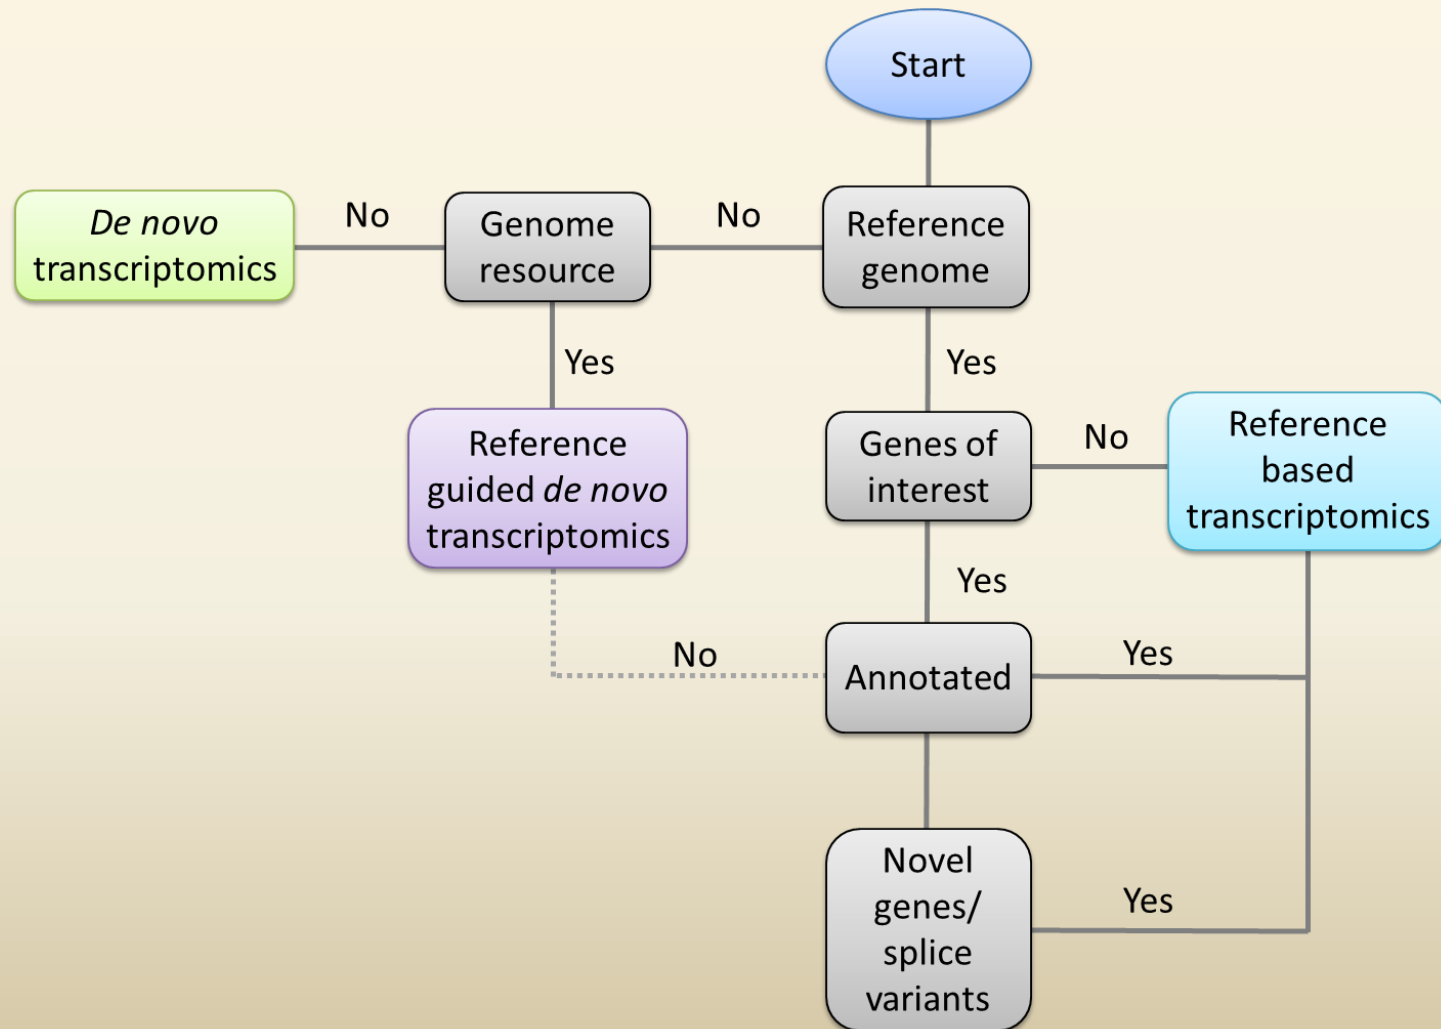 Start
De novo
transcriptomics
No
Genome
resource
No
Reference
genome
Yes
Yes
Reference
guided de novo
transcriptomics
Genes of
interest
No
Reference
based
transcriptomics
Yes
No
Annotated
Yes
Novel
genes/
splice
variants
Yes